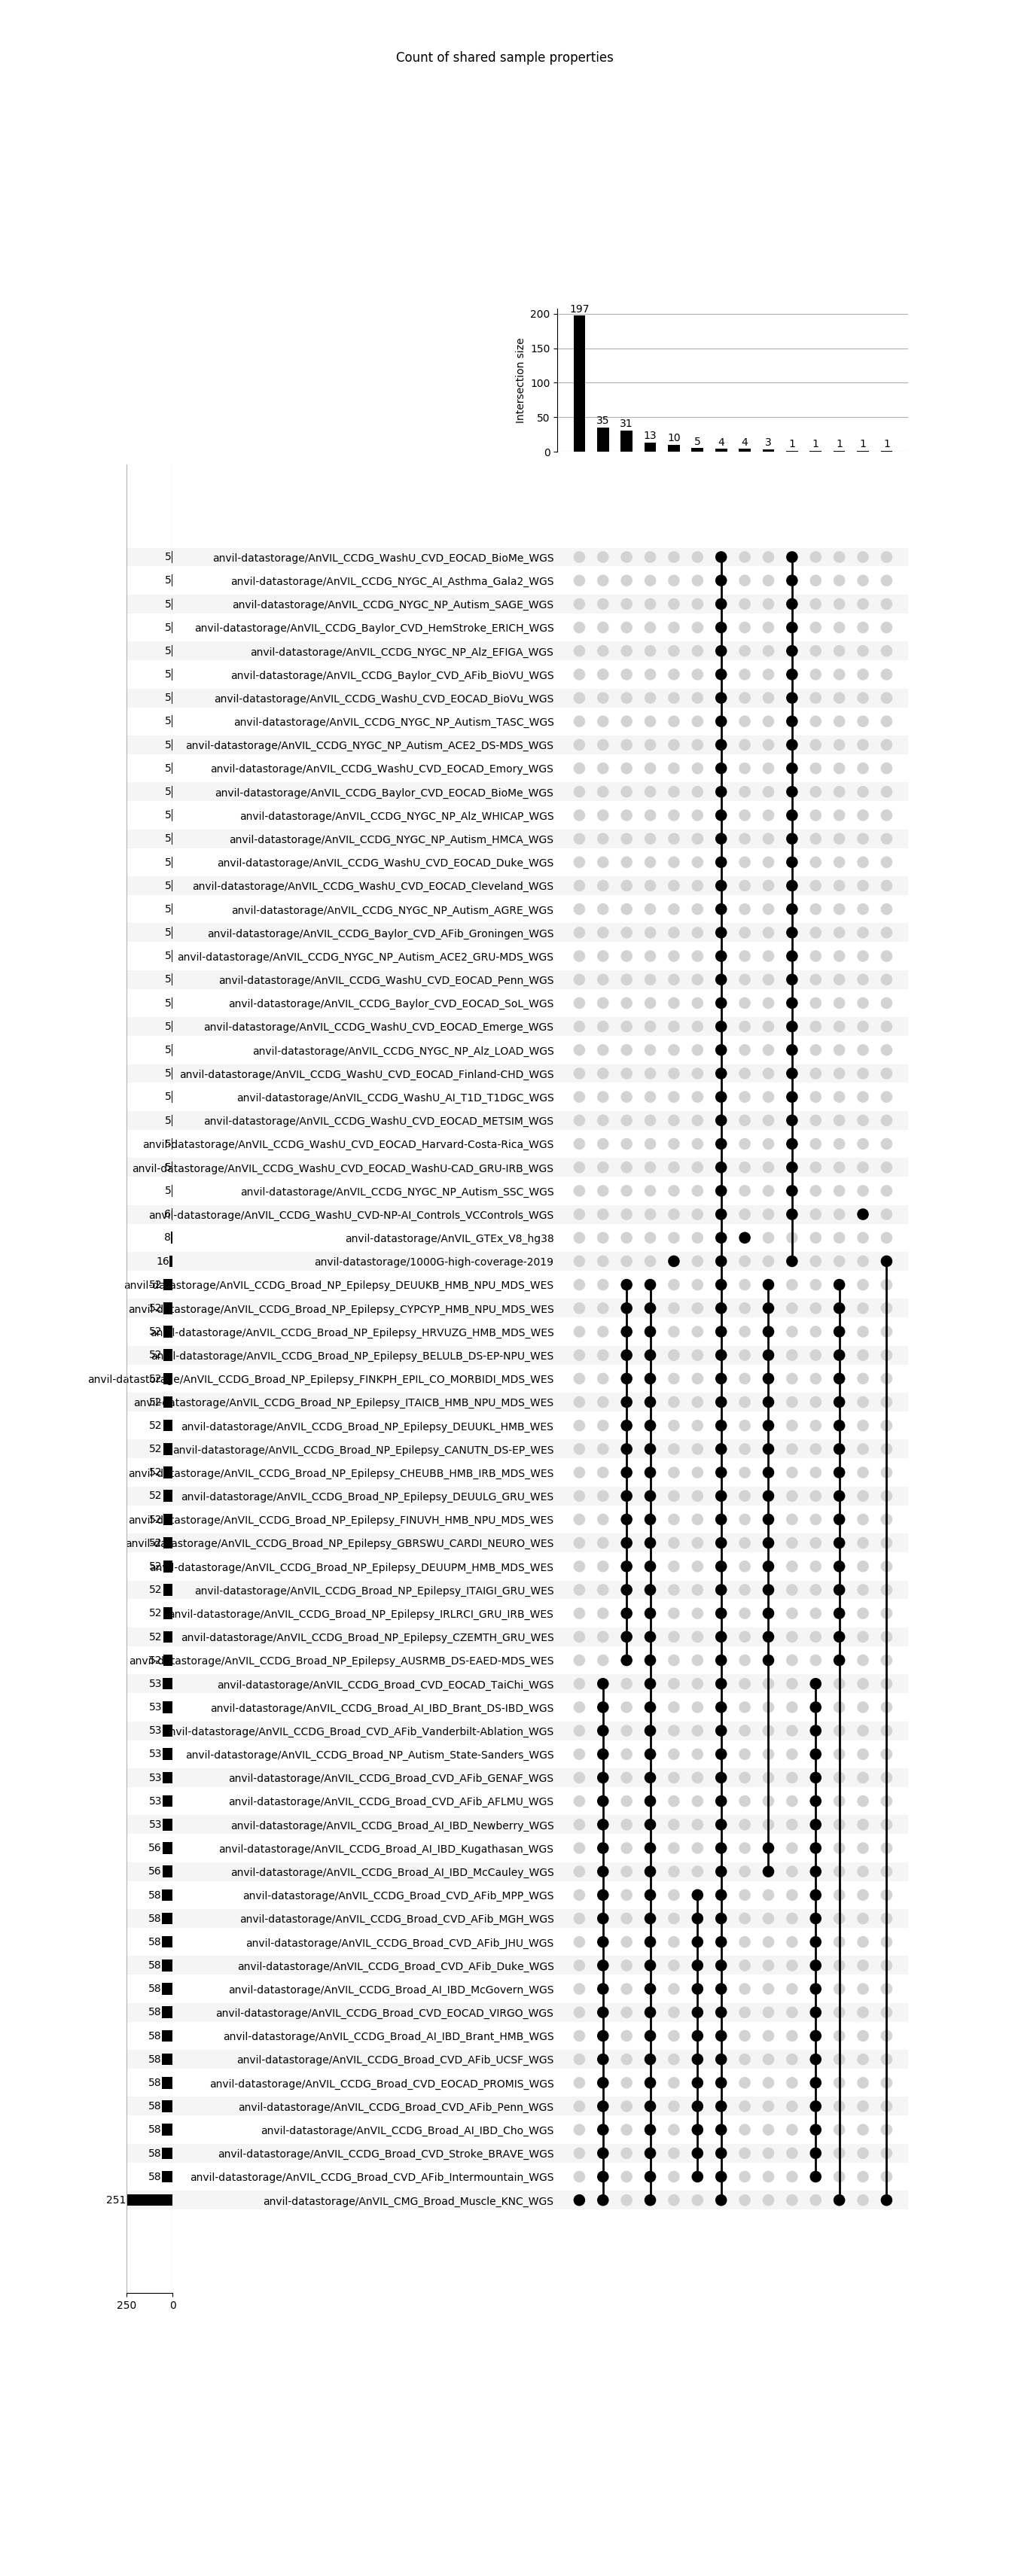 Count of shared sample properties
197
200
150
100
50
0
Intersection size
35
31
13
10
5
4
4
3
1
1
1
1
1
5 anvil-datastorage/AnVIL_CCDG_WashU_CVD_EOCAD_BioMe_WGS
5 anvil-datastorage/AnVIL_CCDG_NYGC_AI_Asthma_Gala2_WGS
5 anvil-datastorage/AnVIL_CCDG_NYGC_NP_Autism_SAGE_WGS
5 anvil-datastorage/AnVIL_CCDG_Baylor_CVD_HemStroke_ERICH_WGS
5 anvil-datastorage/AnVIL_CCDG_NYGC_NP_Alz_EFIGA_WGS
5 anvil-datastorage/AnVIL_CCDG_Baylor_CVD_AFib_BioVU_WGS
5 anvil-datastorage/AnVIL_CCDG_WashU_CVD_EOCAD_BioVu_WGS
5 anvil-datastorage/AnVIL_CCDG_NYGC_NP_Autism_TASC_WGS
5 anvil-datastorage/AnVIL_CCDG_NYGC_NP_Autism_ACE2_DS-MDS_WGS
5 anvil-datastorage/AnVIL_CCDG_WashU_CVD_EOCAD_Emory_WGS
5 anvil-datastorage/AnVIL_CCDG_Baylor_CVD_EOCAD_BioMe_WGS
5 anvil-datastorage/AnVIL_CCDG_NYGC_NP_Alz_WHICAP_WGS
5 anvil-datastorage/AnVIL_CCDG_NYGC_NP_Autism_HMCA_WGS
5 anvil-datastorage/AnVIL_CCDG_WashU_CVD_EOCAD_Duke_WGS
5 anvil-datastorage/AnVIL_CCDG_WashU_CVD_EOCAD_Cleveland_WGS
5 anvil-datastorage/AnVIL_CCDG_NYGC_NP_Autism_AGRE_WGS
5 anvil-datastorage/AnVIL_CCDG_Baylor_CVD_AFib_Groningen_WGS
5 anvil-datastorage/AnVIL_CCDG_NYGC_NP_Autism_ACE2_GRU-MDS_WGS
5 anvil-datastorage/AnVIL_CCDG_WashU_CVD_EOCAD_Penn_WGS
5 anvil-datastorage/AnVIL_CCDG_Baylor_CVD_EOCAD_SoL_WGS
5 anvil-datastorage/AnVIL_CCDG_WashU_CVD_EOCAD_Emerge_WGS
5 anvil-datastorage/AnVIL_CCDG_NYGC_NP_Alz_LOAD_WGS
5 anvil-datastorage/AnVIL_CCDG_WashU_CVD_EOCAD_Finland-CHD_WGS
5 anvil-datastorage/AnVIL_CCDG_WashU_AI_T1D_T1DGC_WGS
5 anvil-datastorage/AnVIL_CCDG_WashU_CVD_EOCAD_METSIM_WGS
5 anvil-datastorage/AnVIL_CCDG_WashU_CVD_EOCAD_Harvard-Costa-Rica_WGS
5 anvil-datastorage/AnVIL_CCDG_WashU_CVD_EOCAD_WashU-CAD_GRU-IRB_WGS
5 anvil-datastorage/AnVIL_CCDG_NYGC_NP_Autism_SSC_WGS
6 anvil-datastorage/AnVIL_CCDG_WashU_CVD-NP-AI_Controls_VCControls_WGS
8 anvil-datastorage/AnVIL_GTEx_V8_hg38
16 anvil-datastorage/1000G-high-coverage-2019
52 anvil-datastorage/AnVIL_CCDG_Broad_NP_Epilepsy_DEUUKB_HMB_NPU_MDS_WES
52 anvil-datastorage/AnVIL_CCDG_Broad_NP_Epilepsy_CYPCYP_HMB_NPU_MDS_WES
52 anvil-datastorage/AnVIL_CCDG_Broad_NP_Epilepsy_HRVUZG_HMB_MDS_WES
52 anvil-datastorage/AnVIL_CCDG_Broad_NP_Epilepsy_BELULB_DS-EP-NPU_WES
52 anvil-datastorage/AnVIL_CCDG_Broad_NP_Epilepsy_FINKPH_EPIL_CO_MORBIDI_MDS_WES
52 anvil-datastorage/AnVIL_CCDG_Broad_NP_Epilepsy_ITAICB_HMB_NPU_MDS_WES
52 anvil-datastorage/AnVIL_CCDG_Broad_NP_Epilepsy_DEUUKL_HMB_WES
52 anvil-datastorage/AnVIL_CCDG_Broad_NP_Epilepsy_CANUTN_DS-EP_WES
52 anvil-datastorage/AnVIL_CCDG_Broad_NP_Epilepsy_CHEUBB_HMB_IRB_MDS_WES
52 anvil-datastorage/AnVIL_CCDG_Broad_NP_Epilepsy_DEUULG_GRU_WES
52 anvil-datastorage/AnVIL_CCDG_Broad_NP_Epilepsy_FINUVH_HMB_NPU_MDS_WES
52 anvil-datastorage/AnVIL_CCDG_Broad_NP_Epilepsy_GBRSWU_CARDI_NEURO_WES
52 anvil-datastorage/AnVIL_CCDG_Broad_NP_Epilepsy_DEUUPM_HMB_MDS_WES
52 anvil-datastorage/AnVIL_CCDG_Broad_NP_Epilepsy_ITAIGI_GRU_WES
52 anvil-datastorage/AnVIL_CCDG_Broad_NP_Epilepsy_IRLRCI_GRU_IRB_WES
52 anvil-datastorage/AnVIL_CCDG_Broad_NP_Epilepsy_CZEMTH_GRU_WES
52 anvil-datastorage/AnVIL_CCDG_Broad_NP_Epilepsy_AUSRMB_DS-EAED-MDS_WES
53 anvil-datastorage/AnVIL_CCDG_Broad_CVD_EOCAD_TaiChi_WGS
53 anvil-datastorage/AnVIL_CCDG_Broad_AI_IBD_Brant_DS-IBD_WGS
53 anvil-datastorage/AnVIL_CCDG_Broad_CVD_AFib_Vanderbilt-Ablation_WGS
53 anvil-datastorage/AnVIL_CCDG_Broad_NP_Autism_State-Sanders_WGS
53 anvil-datastorage/AnVIL_CCDG_Broad_CVD_AFib_GENAF_WGS
53 anvil-datastorage/AnVIL_CCDG_Broad_CVD_AFib_AFLMU_WGS
53 anvil-datastorage/AnVIL_CCDG_Broad_AI_IBD_Newberry_WGS
56 anvil-datastorage/AnVIL_CCDG_Broad_AI_IBD_Kugathasan_WGS
56 anvil-datastorage/AnVIL_CCDG_Broad_AI_IBD_McCauley_WGS
58 anvil-datastorage/AnVIL_CCDG_Broad_CVD_AFib_MPP_WGS
58 anvil-datastorage/AnVIL_CCDG_Broad_CVD_AFib_MGH_WGS
58 anvil-datastorage/AnVIL_CCDG_Broad_CVD_AFib_JHU_WGS
58 anvil-datastorage/AnVIL_CCDG_Broad_CVD_AFib_Duke_WGS
58 anvil-datastorage/AnVIL_CCDG_Broad_AI_IBD_McGovern_WGS
58 anvil-datastorage/AnVIL_CCDG_Broad_CVD_EOCAD_VIRGO_WGS
58 anvil-datastorage/AnVIL_CCDG_Broad_AI_IBD_Brant_HMB_WGS
58 anvil-datastorage/AnVIL_CCDG_Broad_CVD_AFib_UCSF_WGS
58 anvil-datastorage/AnVIL_CCDG_Broad_CVD_EOCAD_PROMIS_WGS
58 anvil-datastorage/AnVIL_CCDG_Broad_CVD_AFib_Penn_WGS
58 anvil-datastorage/AnVIL_CCDG_Broad_AI_IBD_Cho_WGS
58 anvil-datastorage/AnVIL_CCDG_Broad_CVD_Stroke_BRAVE_WGS
58 anvil-datastorage/AnVIL_CCDG_Broad_CVD_AFib_Intermountain_WGS
251 anvil-datastorage/AnVIL_CMG_Broad_Muscle_KNC_WGS
250 0